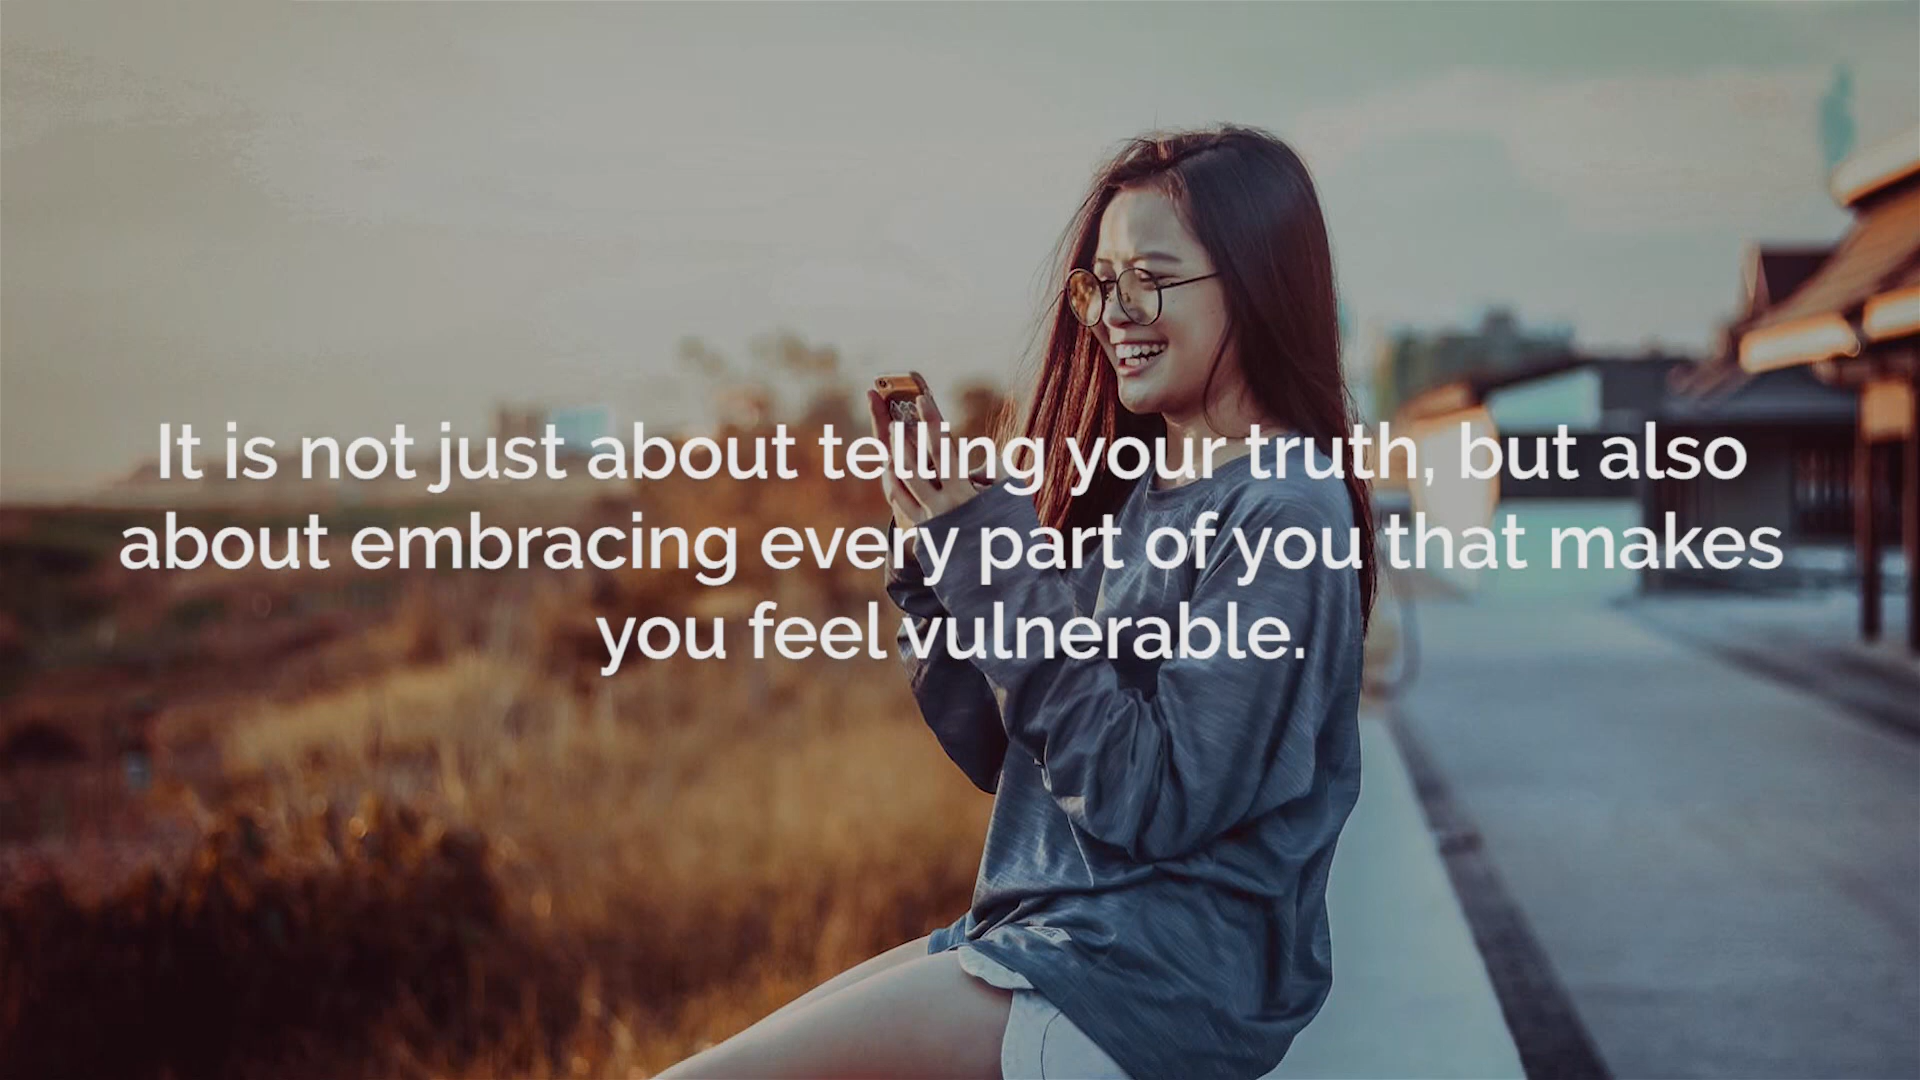 It is not just about telling your truth, but also
about embracing every part of you that makes
you feel vulnerable.